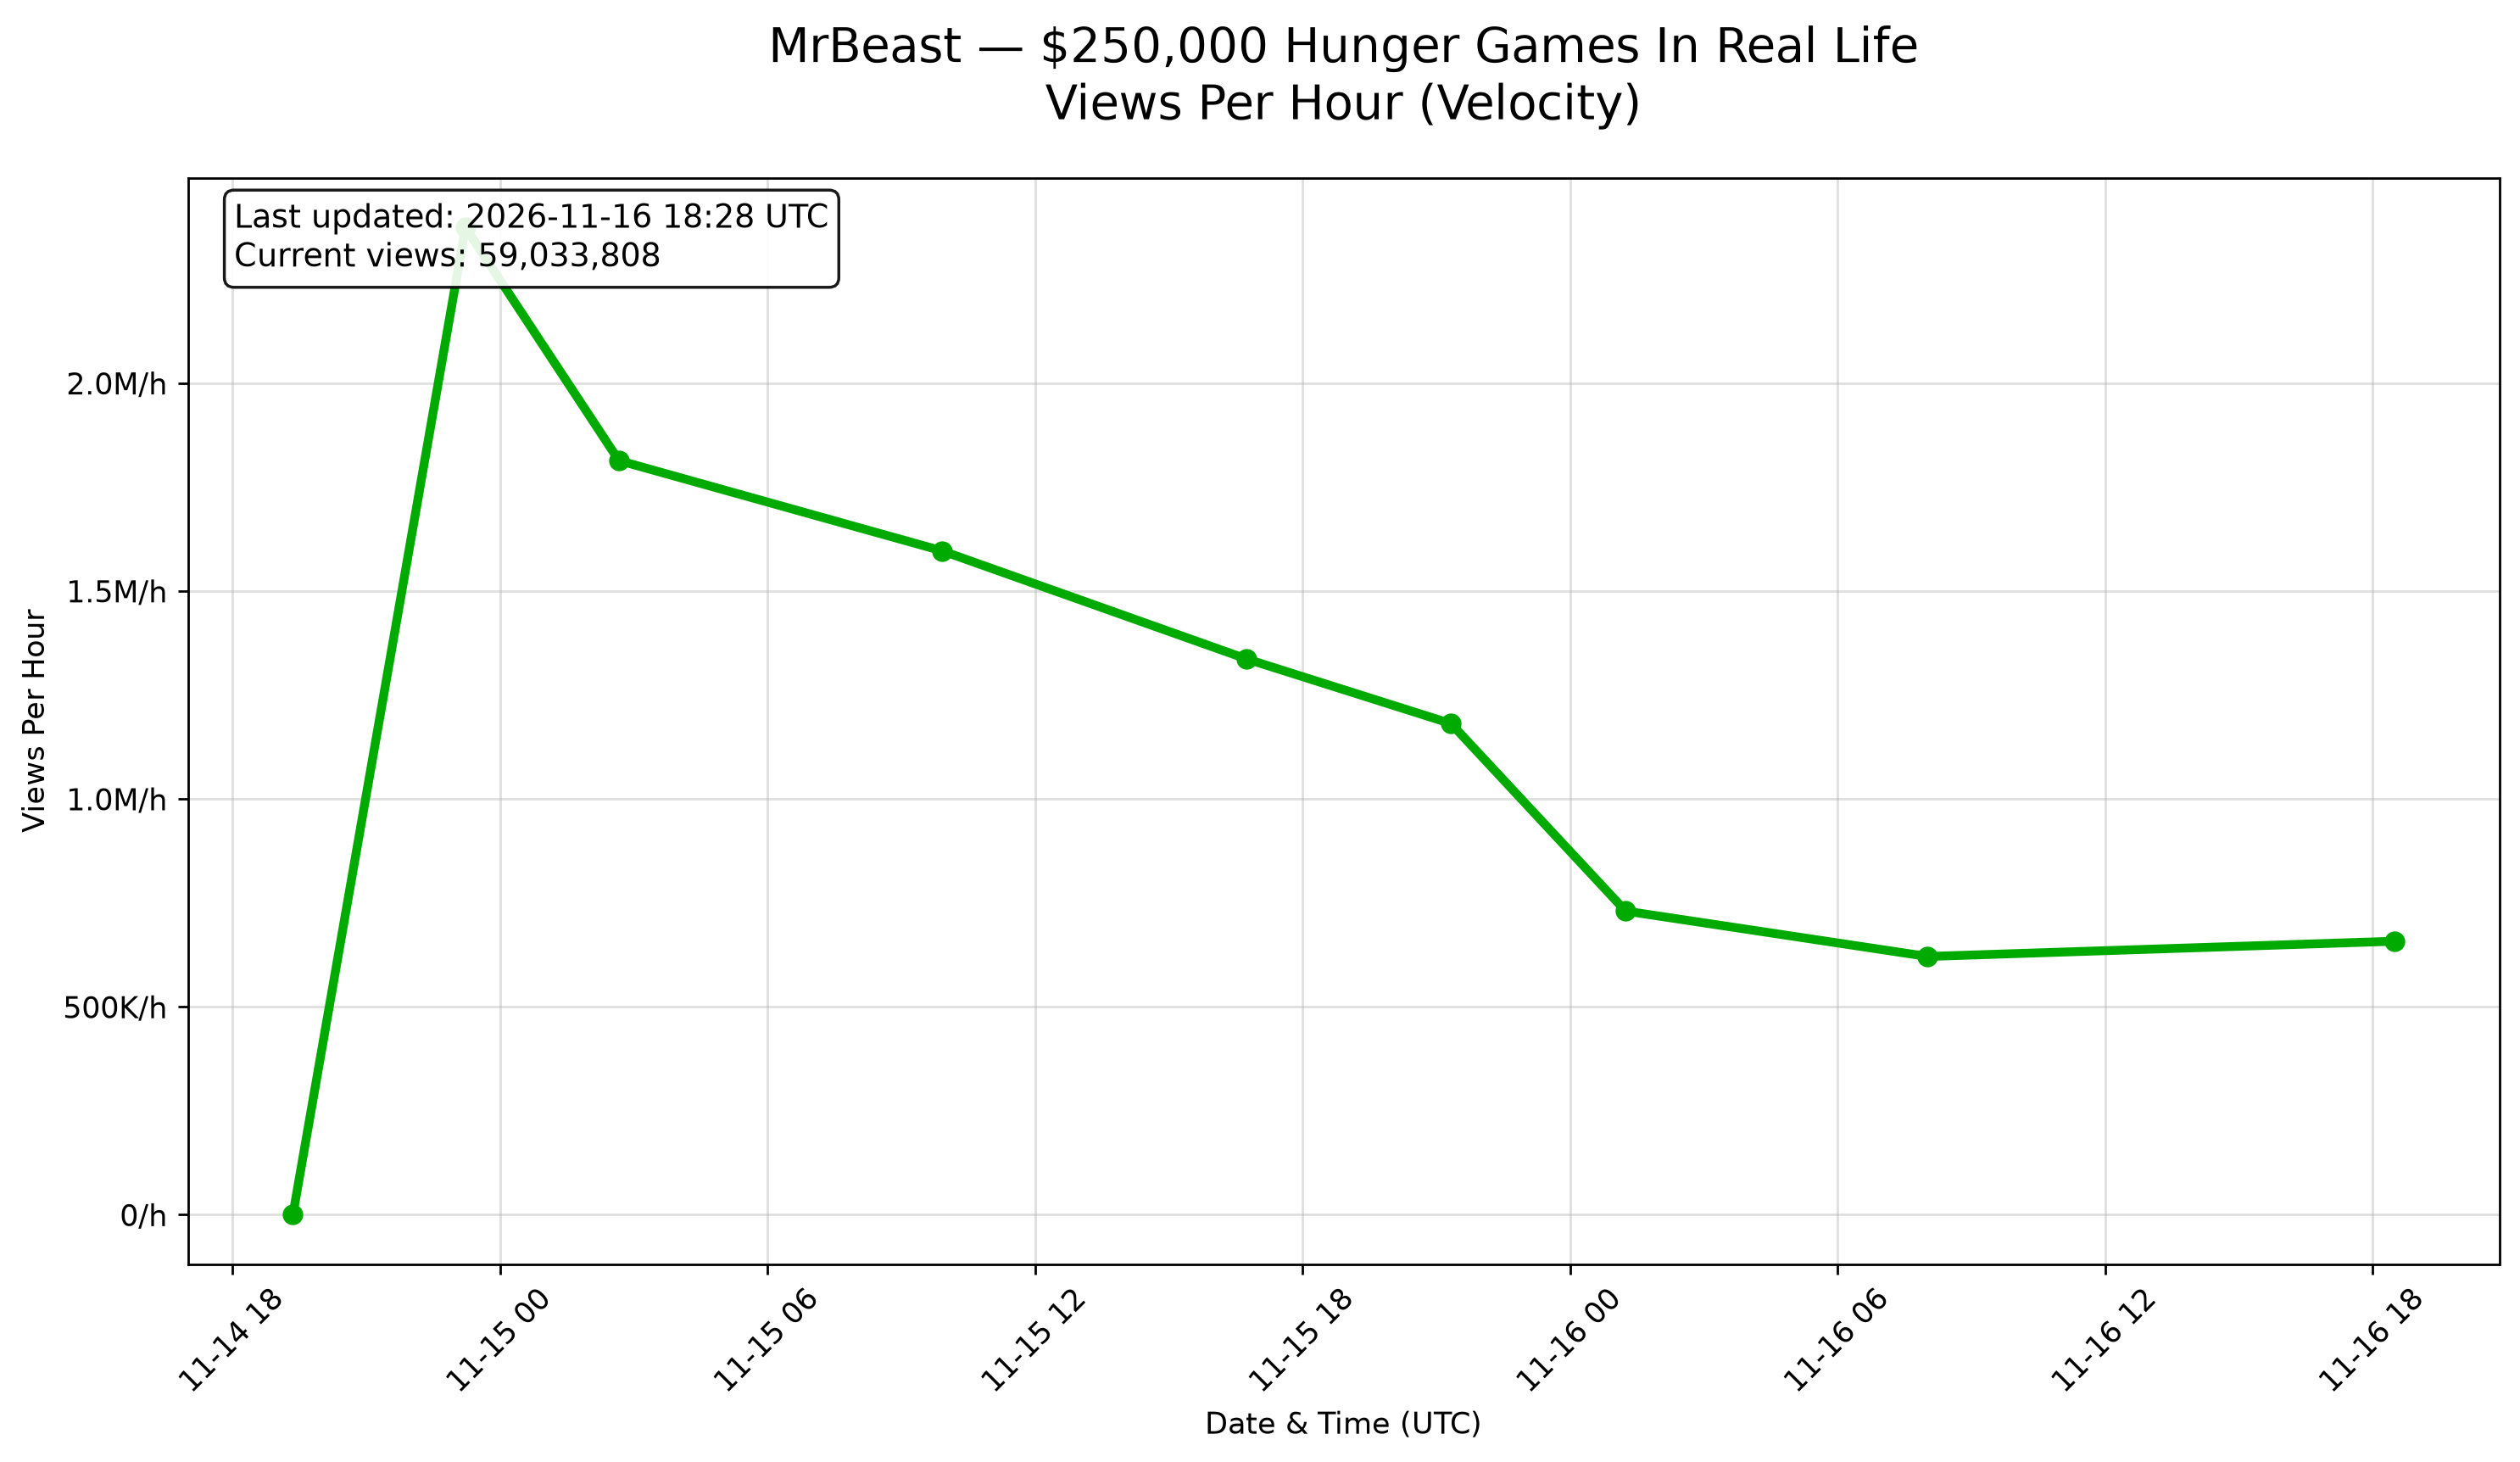 MrBeast — $250,000 Hunger Games In Real Life
Views Per Hour (Velocity)
Last updated: 2026-11-16 18:28 UTC
Current views: 59,033,808
2.0M/h
1.5M/h
1.0M/h
500K/h
0/h
Views Per Hour
11-14 18
11-15 00
11-15 06
11-15 12
11-15 18
11-16 00
11-16 06
11-16 12
11-16 18
Date & Time (UTC)